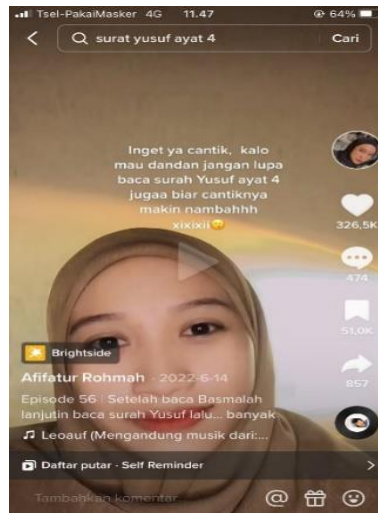 Tsel-PakaiMasker 4G 11.47 64%
surat yusuf ayat 4 Cari
Inget ya cantik, kalo
mau dandan jangan lupa
baca surah Yusuf ayat 4
jugaa biar cantiknya
makin nambahhh
xixixii
326,5K
474
51,0K
Brightside
857
Afifatur Rohmah · 2022-6-14
Episode 56 Setelah baca Basmalah
lanjutin baca surah Yusuf lalu... banyak
Leoauf (Mengandung musik dari:...
Daftar putar · Self Reminder
Tambahkan komentar